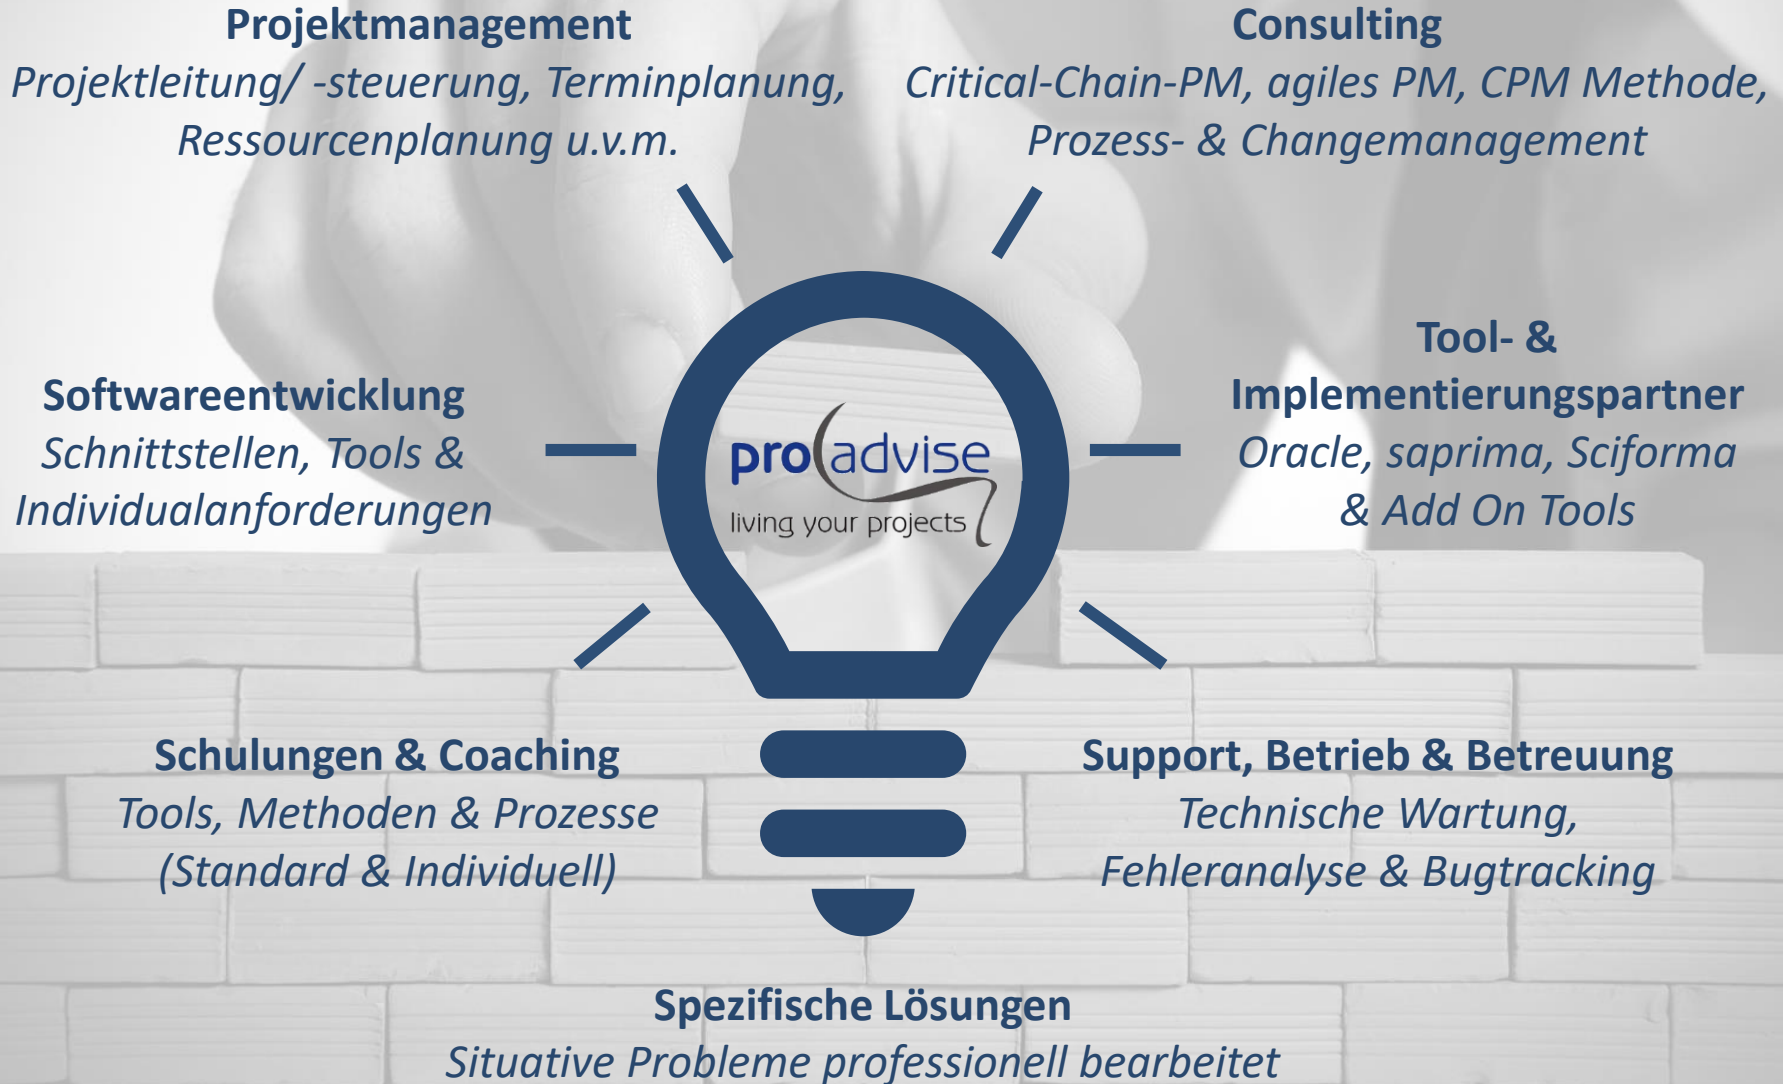 Projektmanagement
Projektleitung/ -steuerung, Terminplanung,
Ressourcenplanung u.v.m.
Consulting
Critical-Chain-PM, agiles PM, CPM Methode,
Prozess- & Changemanagement
Softwareentwicklung
Schnittstellen, Tools &
Individualanforderungen
pro advise
living your projects
Tool- &
Implementierungspartner
Oracle, saprima, Sciforma
& Add On Tools
Schulungen & Coaching
Tools, Methoden & Prozesse
(Standard & Individuell)
Support, Betrieb & Betreuung
Technische Wartung,
Fehleranalyse & Bugtracking
Spezifische Lösungen
Situative Probleme professionell bearbeitet